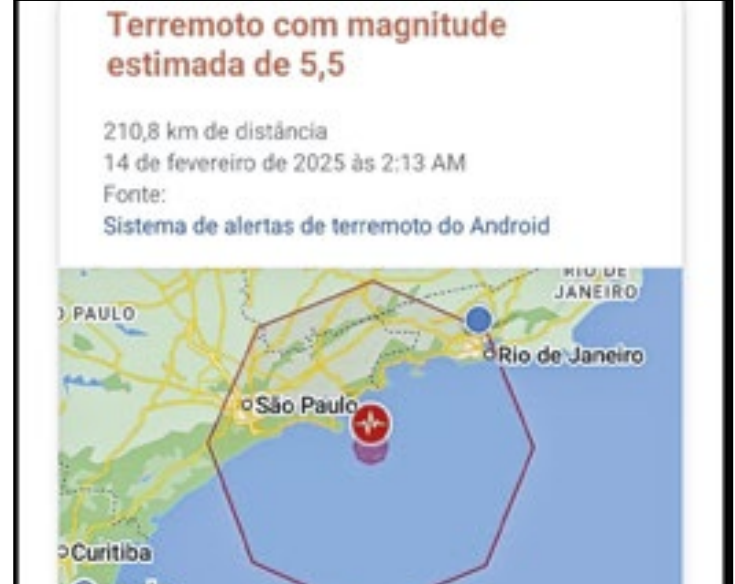 Terremoto com magnitude
estimada de 5,5
210,8 km de distância
14 de fevereiro de 2025 às 2:13 AM
Fonte:
Sistema de alertas de terremoto do Android
RIO DE
JANEIRO
PAULO
Rio de Janeiro
São Paulo
Curitiba